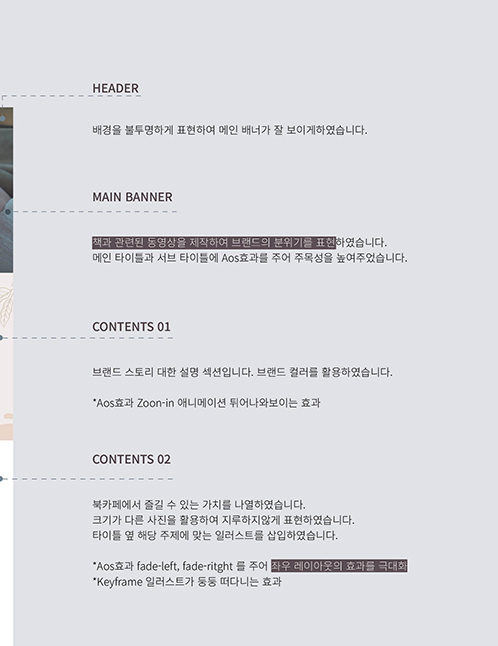 HEADER
배경을 불투명하게 표현하여 메인 배너가 잘 보이게하였습니다.
MAIN BANNER
책과 관련된 동영상을 제작하여 브랜드의 분위기를 표현하였습니다.
메인 타이틀과 서브 타이틀에 Aos효과를 주어 주목성을 높여주었습니다.
CONTENTS 01
브랜드 스토리 대한 설명 섹션입니다. 브랜드 컬러를 활용하였습니다.
*Aos효과 Zoon-in 애니메이션 튀어나와보이는 효과
CONTENTS 02
북카페에서 즐길 수 있는 가치를 나열하였습니다.
크기가 다른 사진을 활용하여 지루하지않게 표현하였습니다.
타이틀 옆 해당 주제에 맞는 일러스트를 삽입하였습니다.
*Aos효과 fade-left, fade-ritght 를 주어 좌우 레이아웃의 효과를 극대화
*Keyframe 일러스트가 둥둥 떠다니는 효과